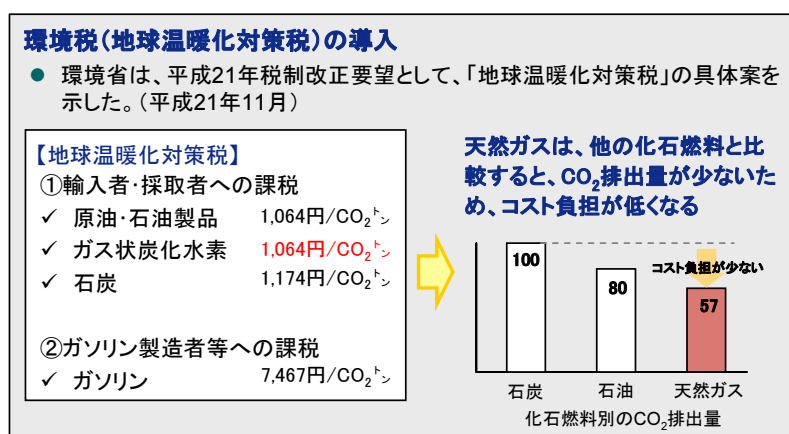 環境税(地球温暖化対策税)の導入
● 環境省は、平成21年税制改正要望として、「地球温暖化対策税」の具体案を
示した。(平成21年11月)
【地球温暖化対策税】
①輸入者・採取者への課税
✓ 原油・石油製品 1,064円/CO₂㌧
✓ ガス状炭化水素 1,064円/CO₂㌧
✓ 石炭 1,174円/CO₂㌧
②ガソリン製造者等への課税
✓ ガソリン 7,467円/CO₂㌧
天然ガスは、他の化石燃料と比
較すると、CO₂排出量が少ないた
め、コスト負担が低くなる
100
コスト負担が少ない
80
57
石炭 石油 天然ガス
化石燃料別のCO₂排出量